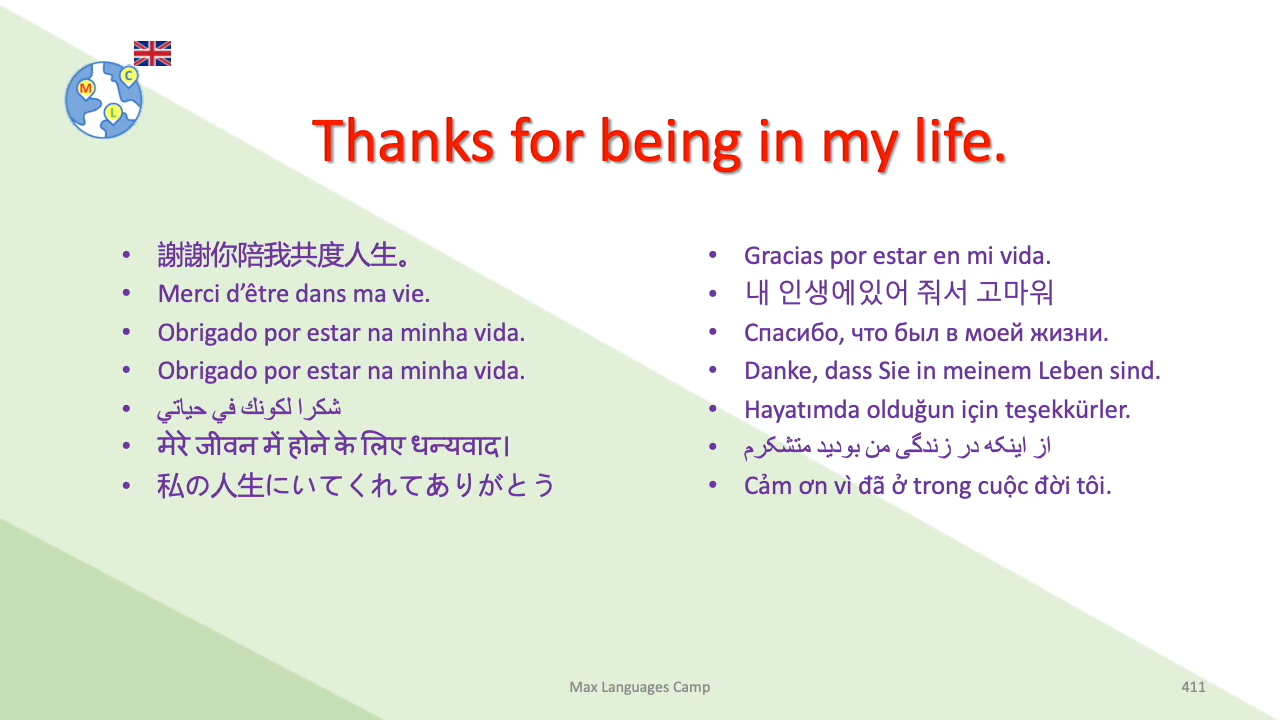 M
C
L
Thanks for being in my life.
謝謝你陪我共度人生。
Merci d’être dans ma vie.
Obrigado por estar na minha vida.
Obrigado por estar na minha vida.
شكرا لكونك في حياتي
मेरे जीवन में होने के लिए धन्यवाद।
私の人生にいてくれてありがとう
Gracias por estar en mi vida.
내 인생에있어 줘서 고마워
Спасибо, что был в моей жизни.
Danke, dass Sie in meinem Leben sind.
Hayatımda olduğun için teşekkürler.
از اینکه در زندگی من بودید متشکرم
Cảm ơn vì đã ở trong cuộc đời tôi.
Max Languages Camp
411